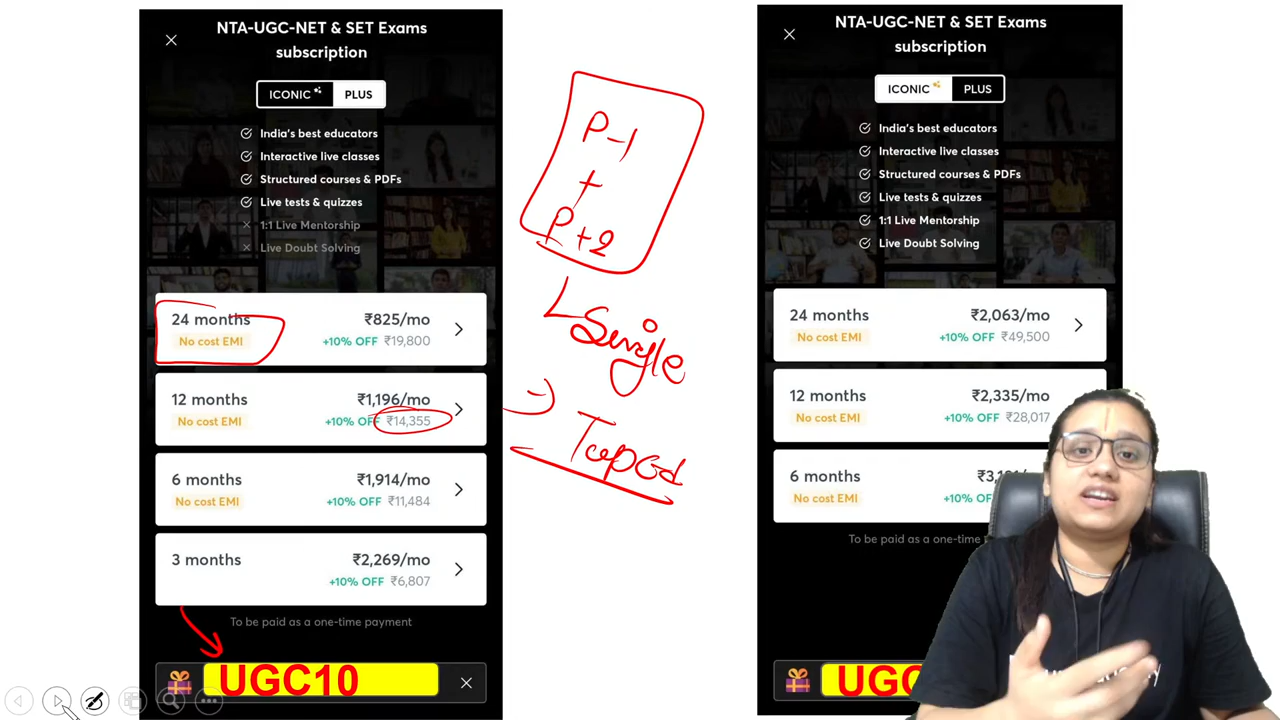 NTA-UGC-NET & SET Exams
subscription
ICONIC PLUS
India's best educators
Interactive live classes
Structured courses & PDFs
Live tests & quizzes
1:1 Live Mentorship
Live Doubt Solving
24 months ₹825/mo
No cost EMI +10% OFF ₹19,800
12 months ₹1,196/mo
No cost EMI +10% OFF ₹14,355
6 months ₹1,914/mo
No cost EMI +10% OFF ₹11,484
3 months ₹2,269/mo
+10% OFF ₹6,807
To be paid as a one-time payment
UGC10
P-1
+
P+2
Single
NTA-UGC-NET & SET Exams
subscription
ICONIC PLUS
India's best educators
Interactive live classes
Structured courses & PDFs
Live tests & quizzes
1:1 Live Mentorship
Live Doubt Solving
24 months ₹2,063/mo
No cost EMI +10% OFF ₹49,500
12 months ₹2,335/mo
No cost EMI +10% OFF ₹28,017
6 months
No cost EMI +10%
To be paid as a one-time